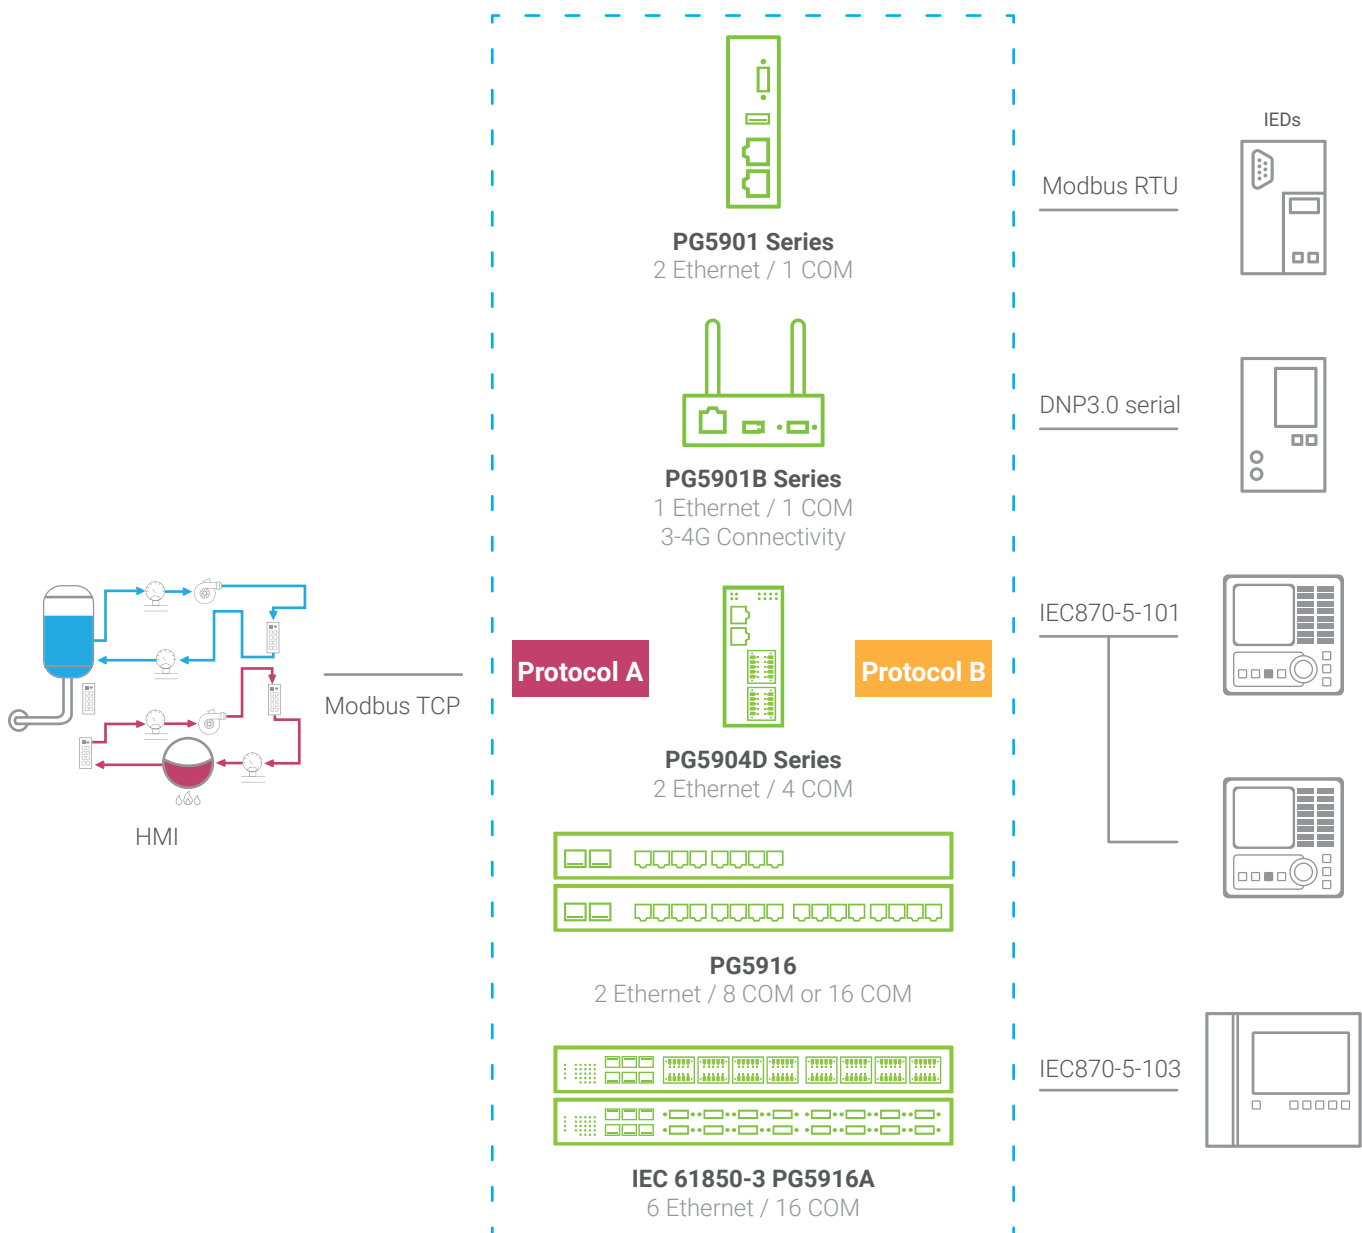 PG5901 Series
2 Ethernet / 1 COM
PG5901B Series
1 Ethernet / 1 COM
3-4G Connectivity
Protocol A
Protocol B
PG5904D Series
2 Ethernet / 4 COM
PG5916
2 Ethernet / 8 COM or 16 COM
IEC 61850-3 PG5916A
6 Ethernet / 16 COM
Modbus TCP
HMI
IEDs
Modbus RTU
DNP3.0 serial
IEC870-5-101
IEC870-5-103